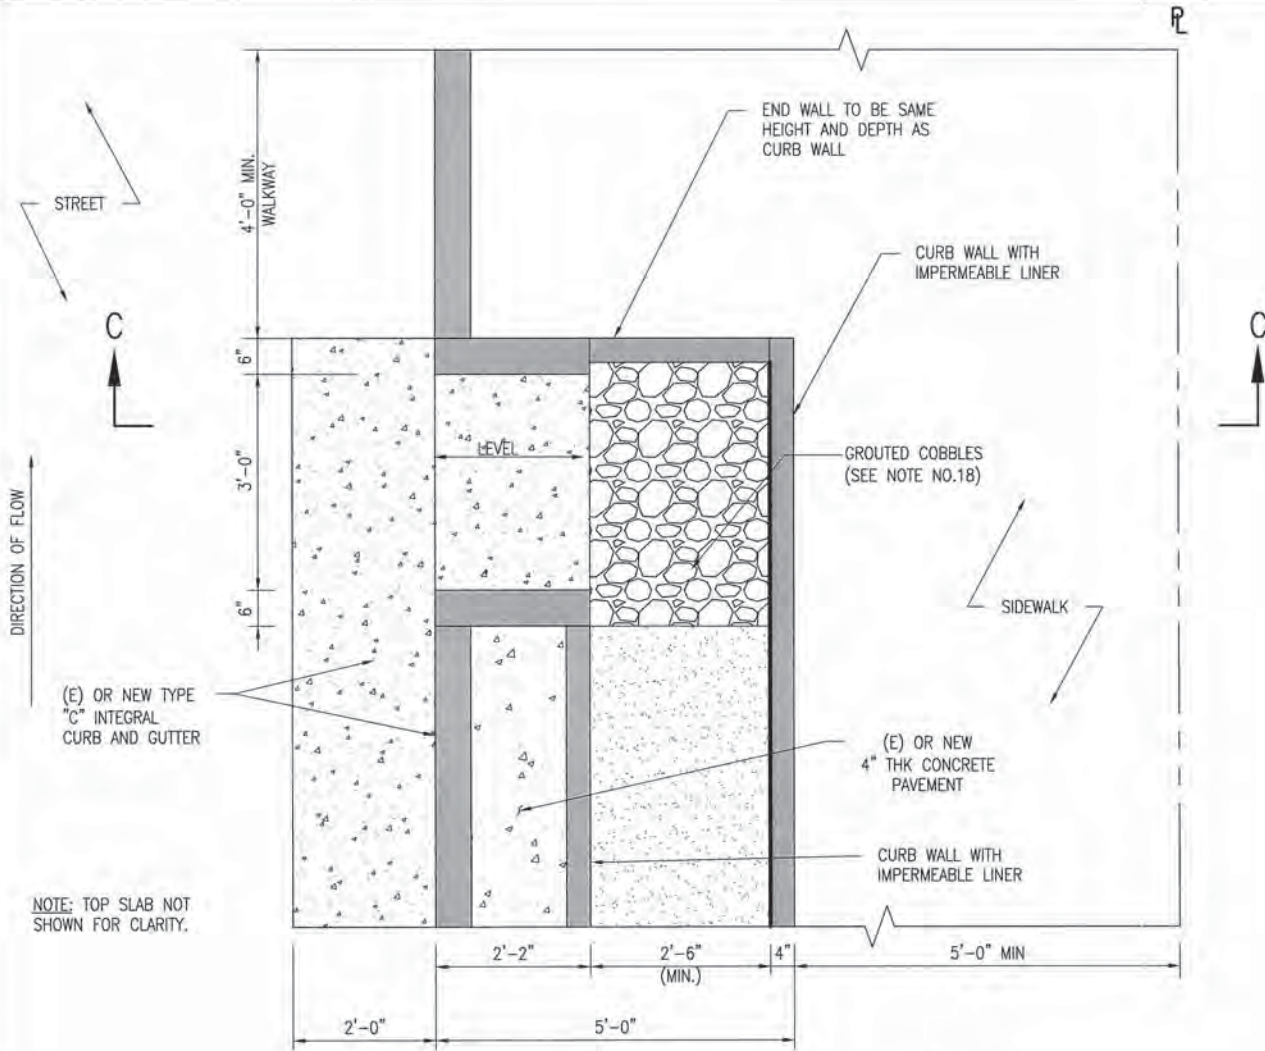 PL
END WALL TO BE SAME
HEIGHT AND DEPTH AS
CURB WALL
4'-0" MIN.
WALKWAY
STREET
CURB WALL WITH
IMPERMEABLE LINER
C
C
6"
LEVEL
3'-0"
GROUTED COBBLES
(SEE NOTE NO.18)
DIRECTION OF FLOW
6"
SIDEWALK
(E) OR NEW TYPE
"C" INTEGRAL
CURB AND GUTTER
(E) OR NEW
4" THK CONCRETE
PAVEMENT
CURB WALL WITH
IMPERMEABLE LINER
NOTE: TOP SLAB NOT
SHOWN FOR CLARITY.
2'-2"
2'-6"
(MIN.)
4"
5'-0" MIN
2'-0"
5'-0"